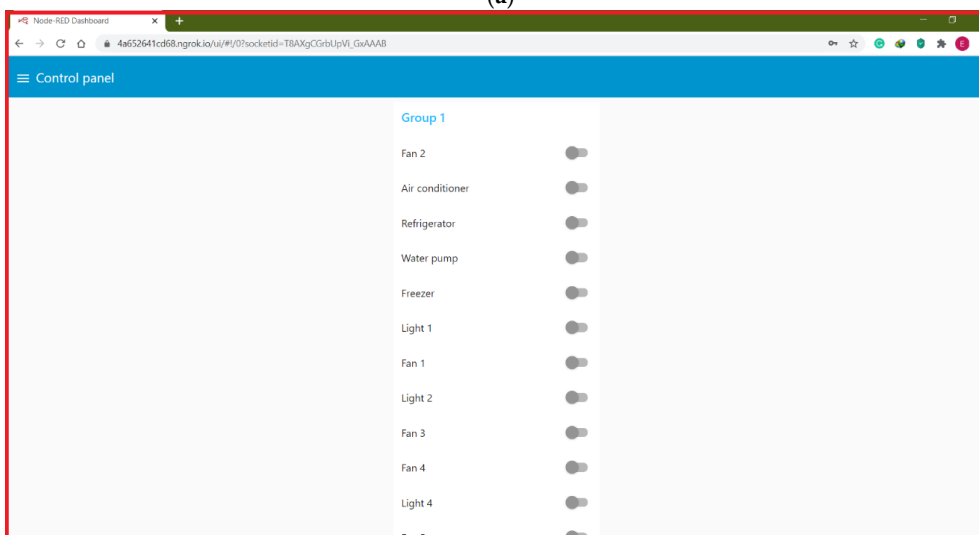 (a)
Node-RED Dashboard
4a652641cd68.ngrok.io/ui/#!/0?socketid=T8AXgCGrbUpVi_GxAAAB
Control panel
Group 1
Fan 2
Air conditioner
Refrigerator
Water pump
Freezer
Light 1
Fan 1
Light 2
Fan 3
Fan 4
Light 4